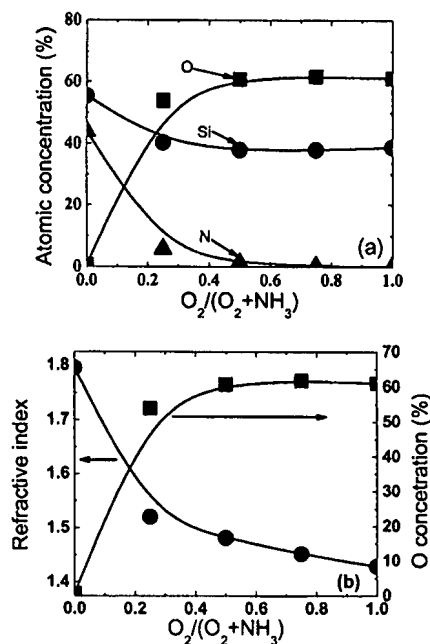 Atomic concentration (%)
80
60
40
20
0
O
Si
N
(a)
0.0 0.2 0.4 0.6 0.8 1.0
O₂/(O₂+NH₃)
Refractive index
1.8
1.7
1.6
1.5
1.4
70
60
50
40
30
20
10
0
O concetration (%)
(b)
0.0 0.2 0.4 0.6 0.8 1.0
O₂/(O₂+NH₃)